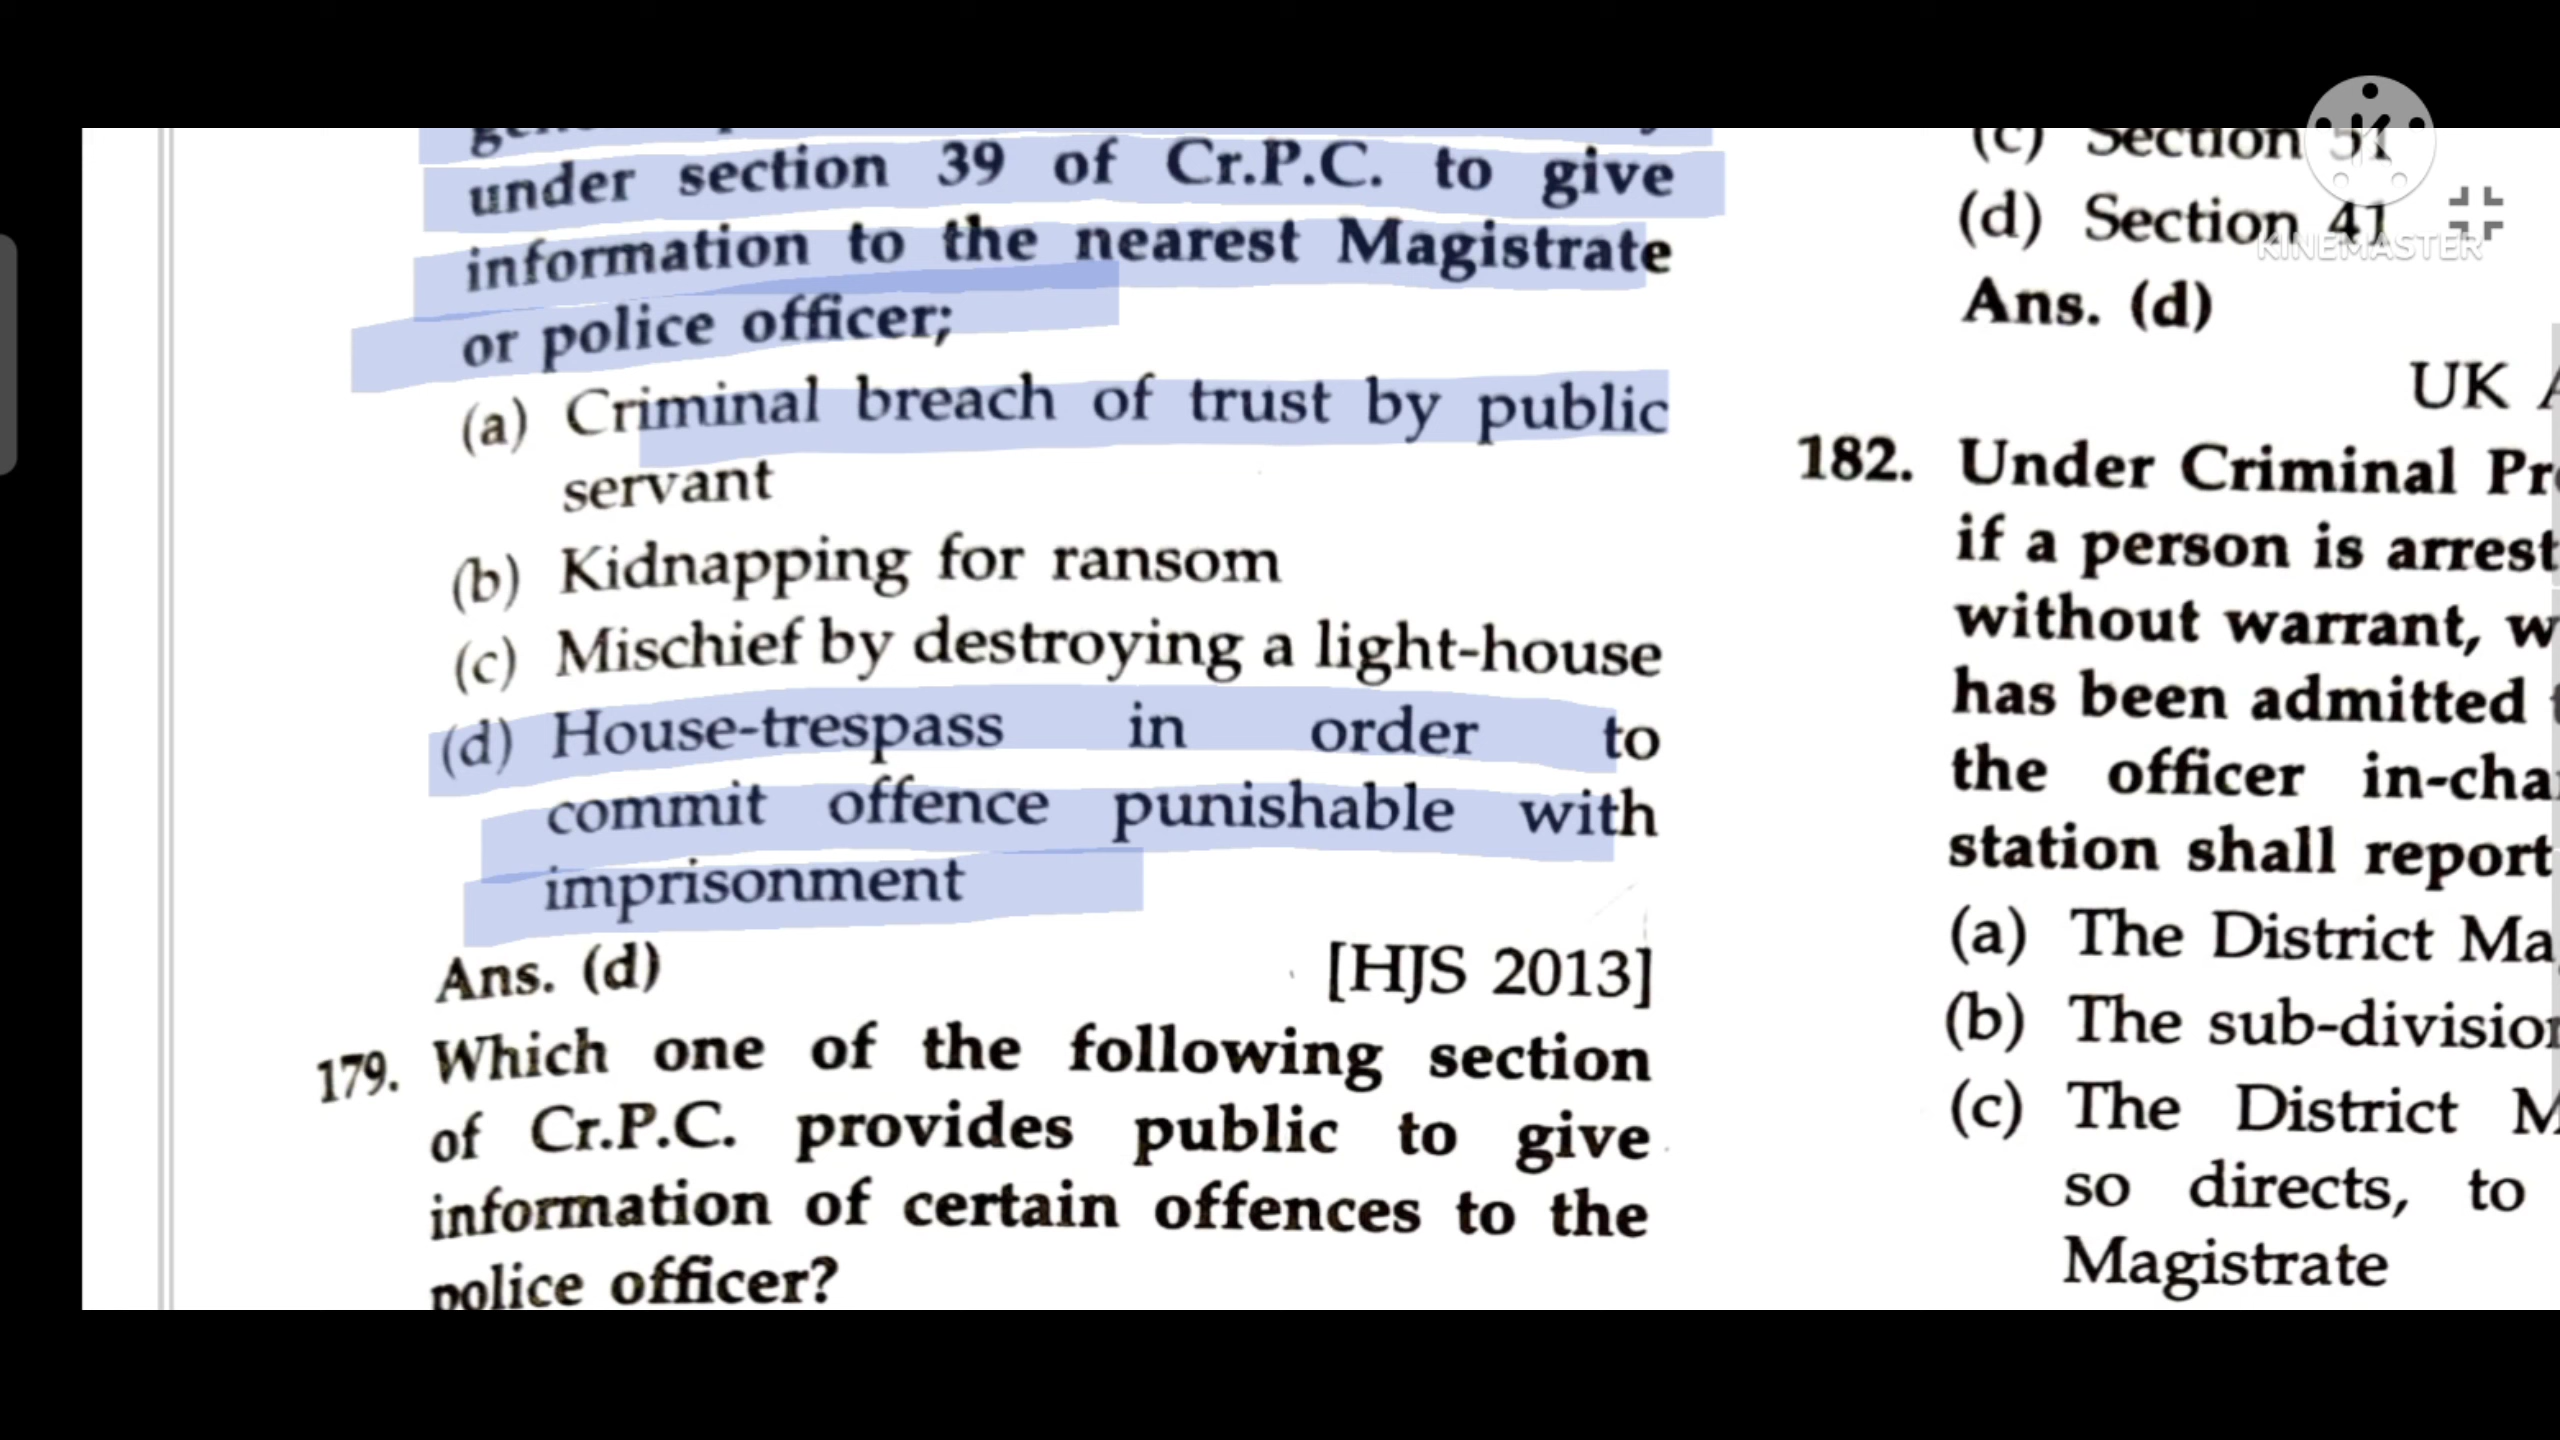 under section 39 of Cr.P.C. to give
information to the nearest Magistrate
or police officer;
(a) Criminal breach of trust by public
servant
(b) Kidnapping for ransom
(c) Mischief by destroying a light-house
(d) House-trespass in order to
commit offence punishable with
imprisonment
Ans. (d) [HJS 2013]
179. Which one of the following section
of Cr.P.C. provides public to give
information of certain offences to the
police officer?
(c) Section 51
(d) Section 41
Ans. (d)
UK
182. Under Criminal
if a person is arrest
without warrant,
has been admitted
the officer in-cha
station shall report
(a) The District Ma
(b) The sub-division
(c) The District M
so directs, to
Magistrate
KINEMASTER